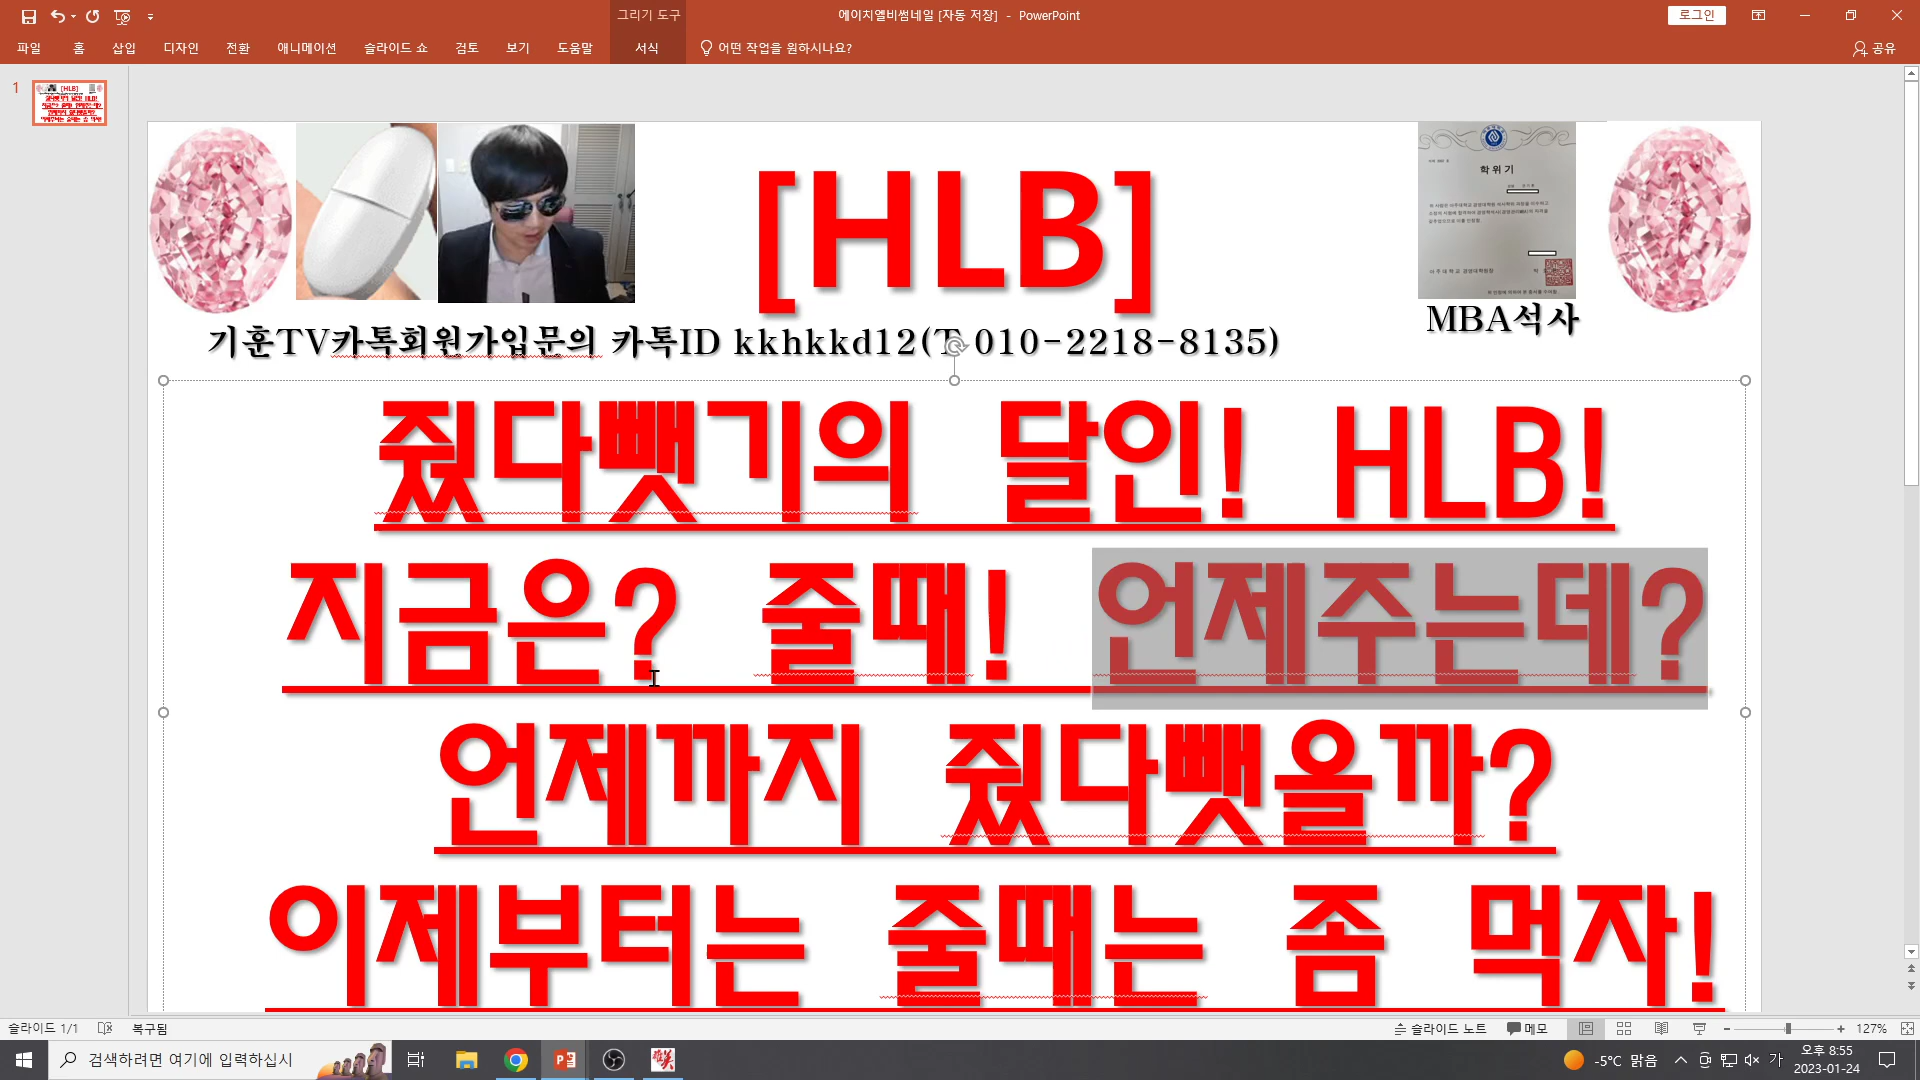 그리기 도구
에이치엘비썸네일 [자동 저장] - PowerPoint
로그인
파일 홈 삽입 디자인 전환 애니메이션 슬라이드 쇼 검토 보기 도움말 서식 어떤 작업을 원하시나요? 공유
1
[HLB]
학 위 기
MBA석사
기훈TV카톡회원가입문의 카톡ID kkhkkd12(T 010-2218-8135)
줬다뺏기의 달인! HLB!
지금은? 줄때! 언제주는데?
언제까지 줬다뺏을까?
이제부터는 줄때는 좀 먹자!
슬라이드 1/1 복구됨 슬라이드 노트 메모 127%
검색하려면 여기에 입력하십시
-5°C 맑음 가 오후 8:55
2023-01-24